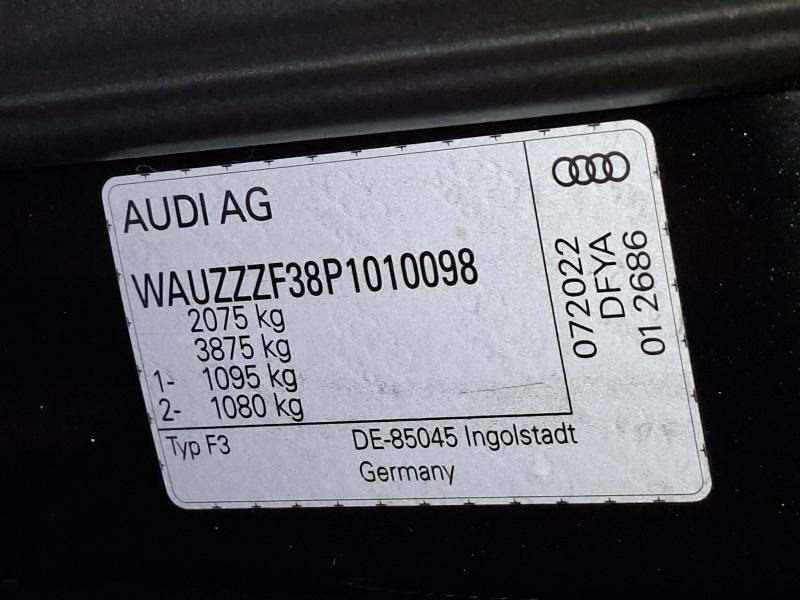 AUDI AG
WAUZZZF38P1010098
2075 kg
3875 kg
1- 1095 kg
2- 1080 kg
Typ F3 DE-85045 Ingolstadt
Germany
072022
DFYA
01 2686